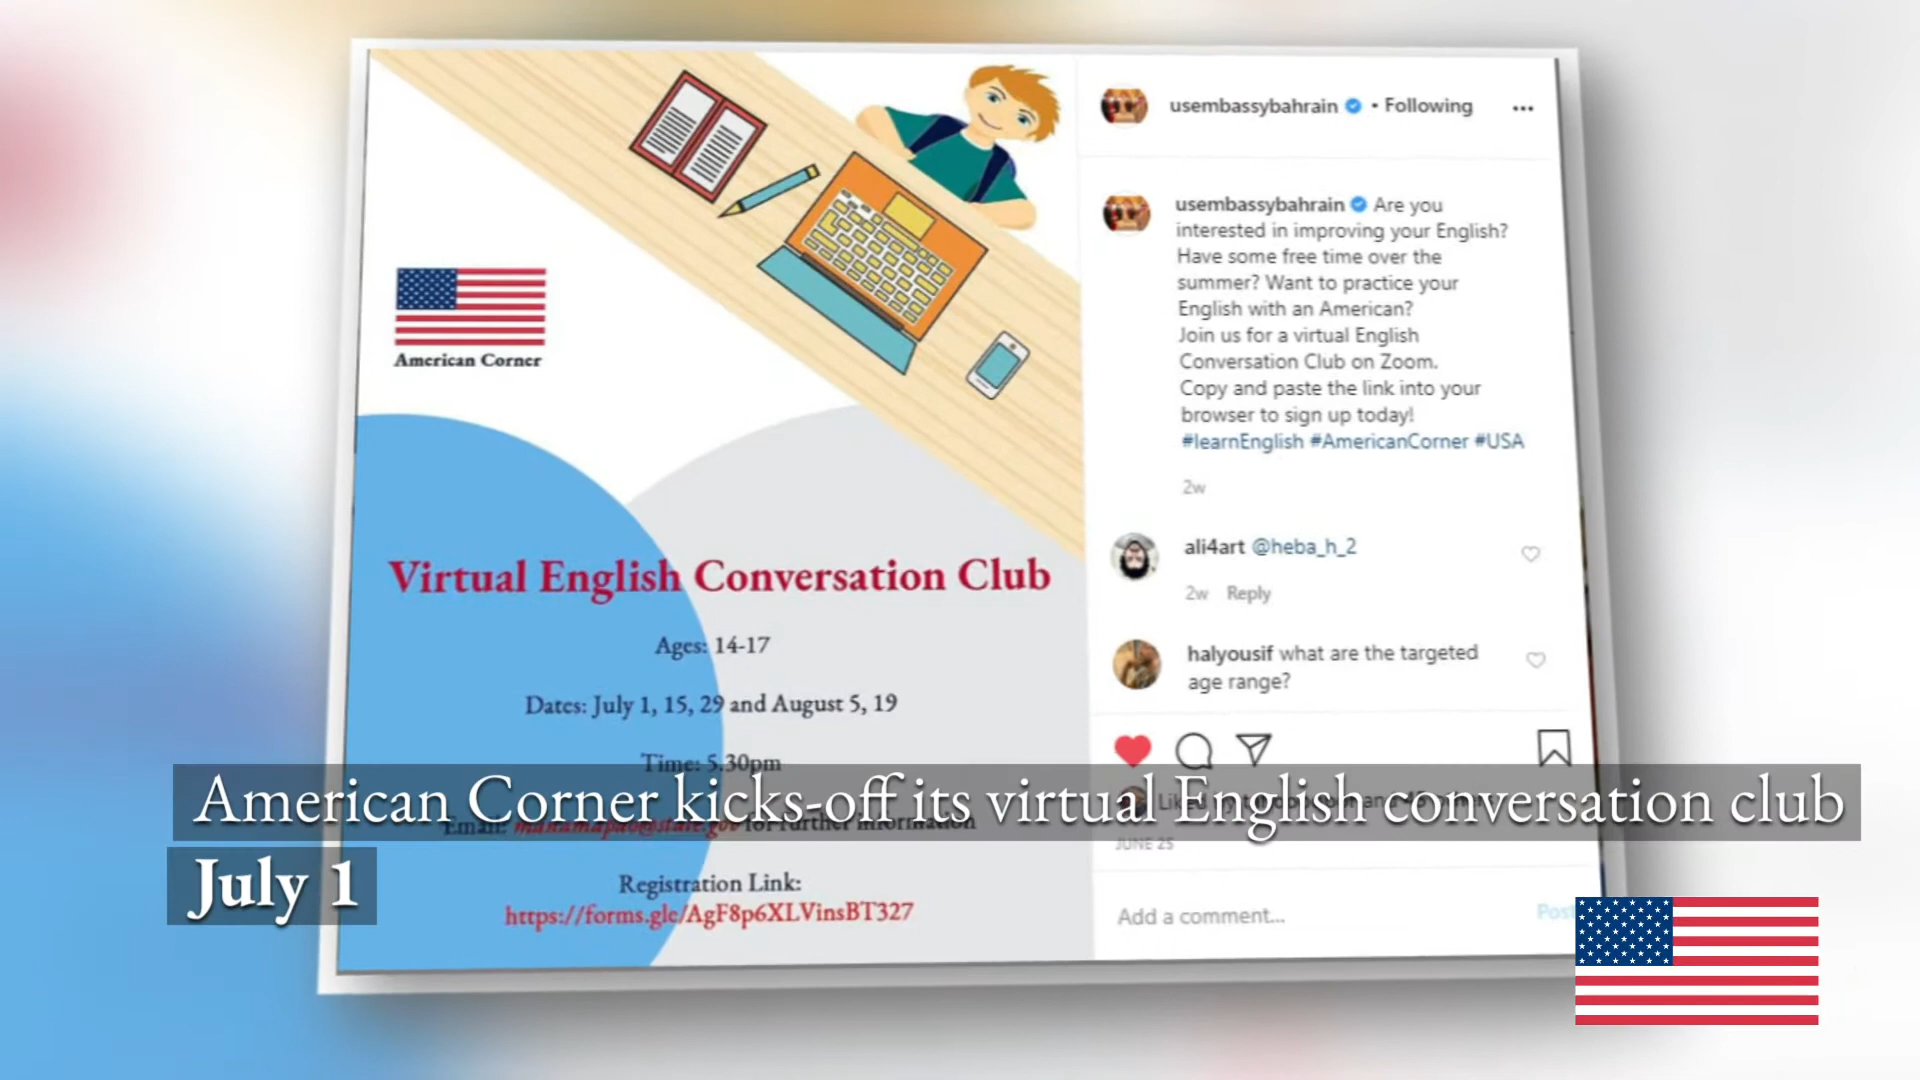 American Corner
Virtual English Conversation Club
Ages: 14-17
Dates: July 1, 15, 29 and August 5, 19
Time: 5.30pm
Email: manamapao@state.gov for further information
Registration Link:
https://forms.gle/AgF8p6XLVinsBT327
usembassybahrain • Following
usembassybahrain Are you
interested in improving your English?
Have some free time over the
summer? Want to practice your
English with an American?
Join us for a virtual English
Conversation Club on Zoom.
Copy and paste the link into your
browser to sign up today!
#learnEnglish #AmericanCorner #USA
2w
ali4art @heba_h_2
2w Reply
halyousif what are the targeted
age range?
JUNE 25
Add a comment...
Post
American Corner kicks-off its virtual English conversation club
July 1